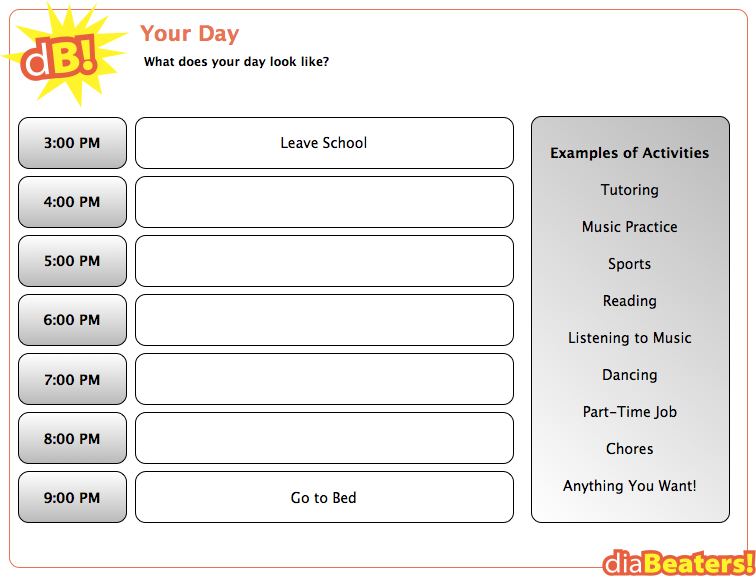 dB!
Your Day
What does your day look like?
3:00 PM
Leave School
4:00 PM
5:00 PM
6:00 PM
7:00 PM
8:00 PM
9:00 PM
Go to Bed
Examples of Activities
Tutoring
Music Practice
Sports
Reading
Listening to Music
Dancing
Part-Time Job
Chores
Anything You Want!
diaBeaters!